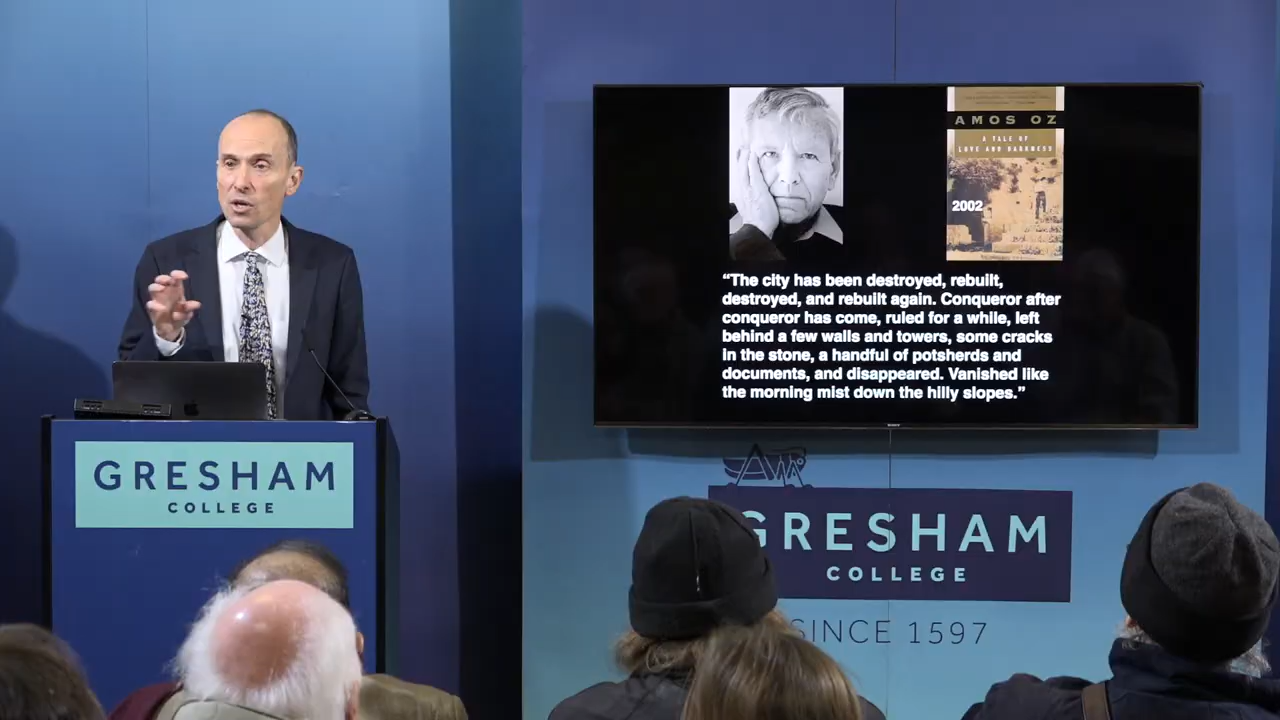 AMOS OZ
A TALE OF
LOVE AND DARKNESS
2002
“The city has been destroyed, rebuilt,
destroyed, and rebuilt again. Conqueror after
conqueror has come, ruled for a while, left
behind a few walls and towers, some cracks
in the stone, a handful of potsherds and
documents, and disappeared. Vanished like
the morning mist down the hilly slopes.”
SONY
GRESHAM
COLLEGE
GRESHAM
COLLEGE
SINCE 1597